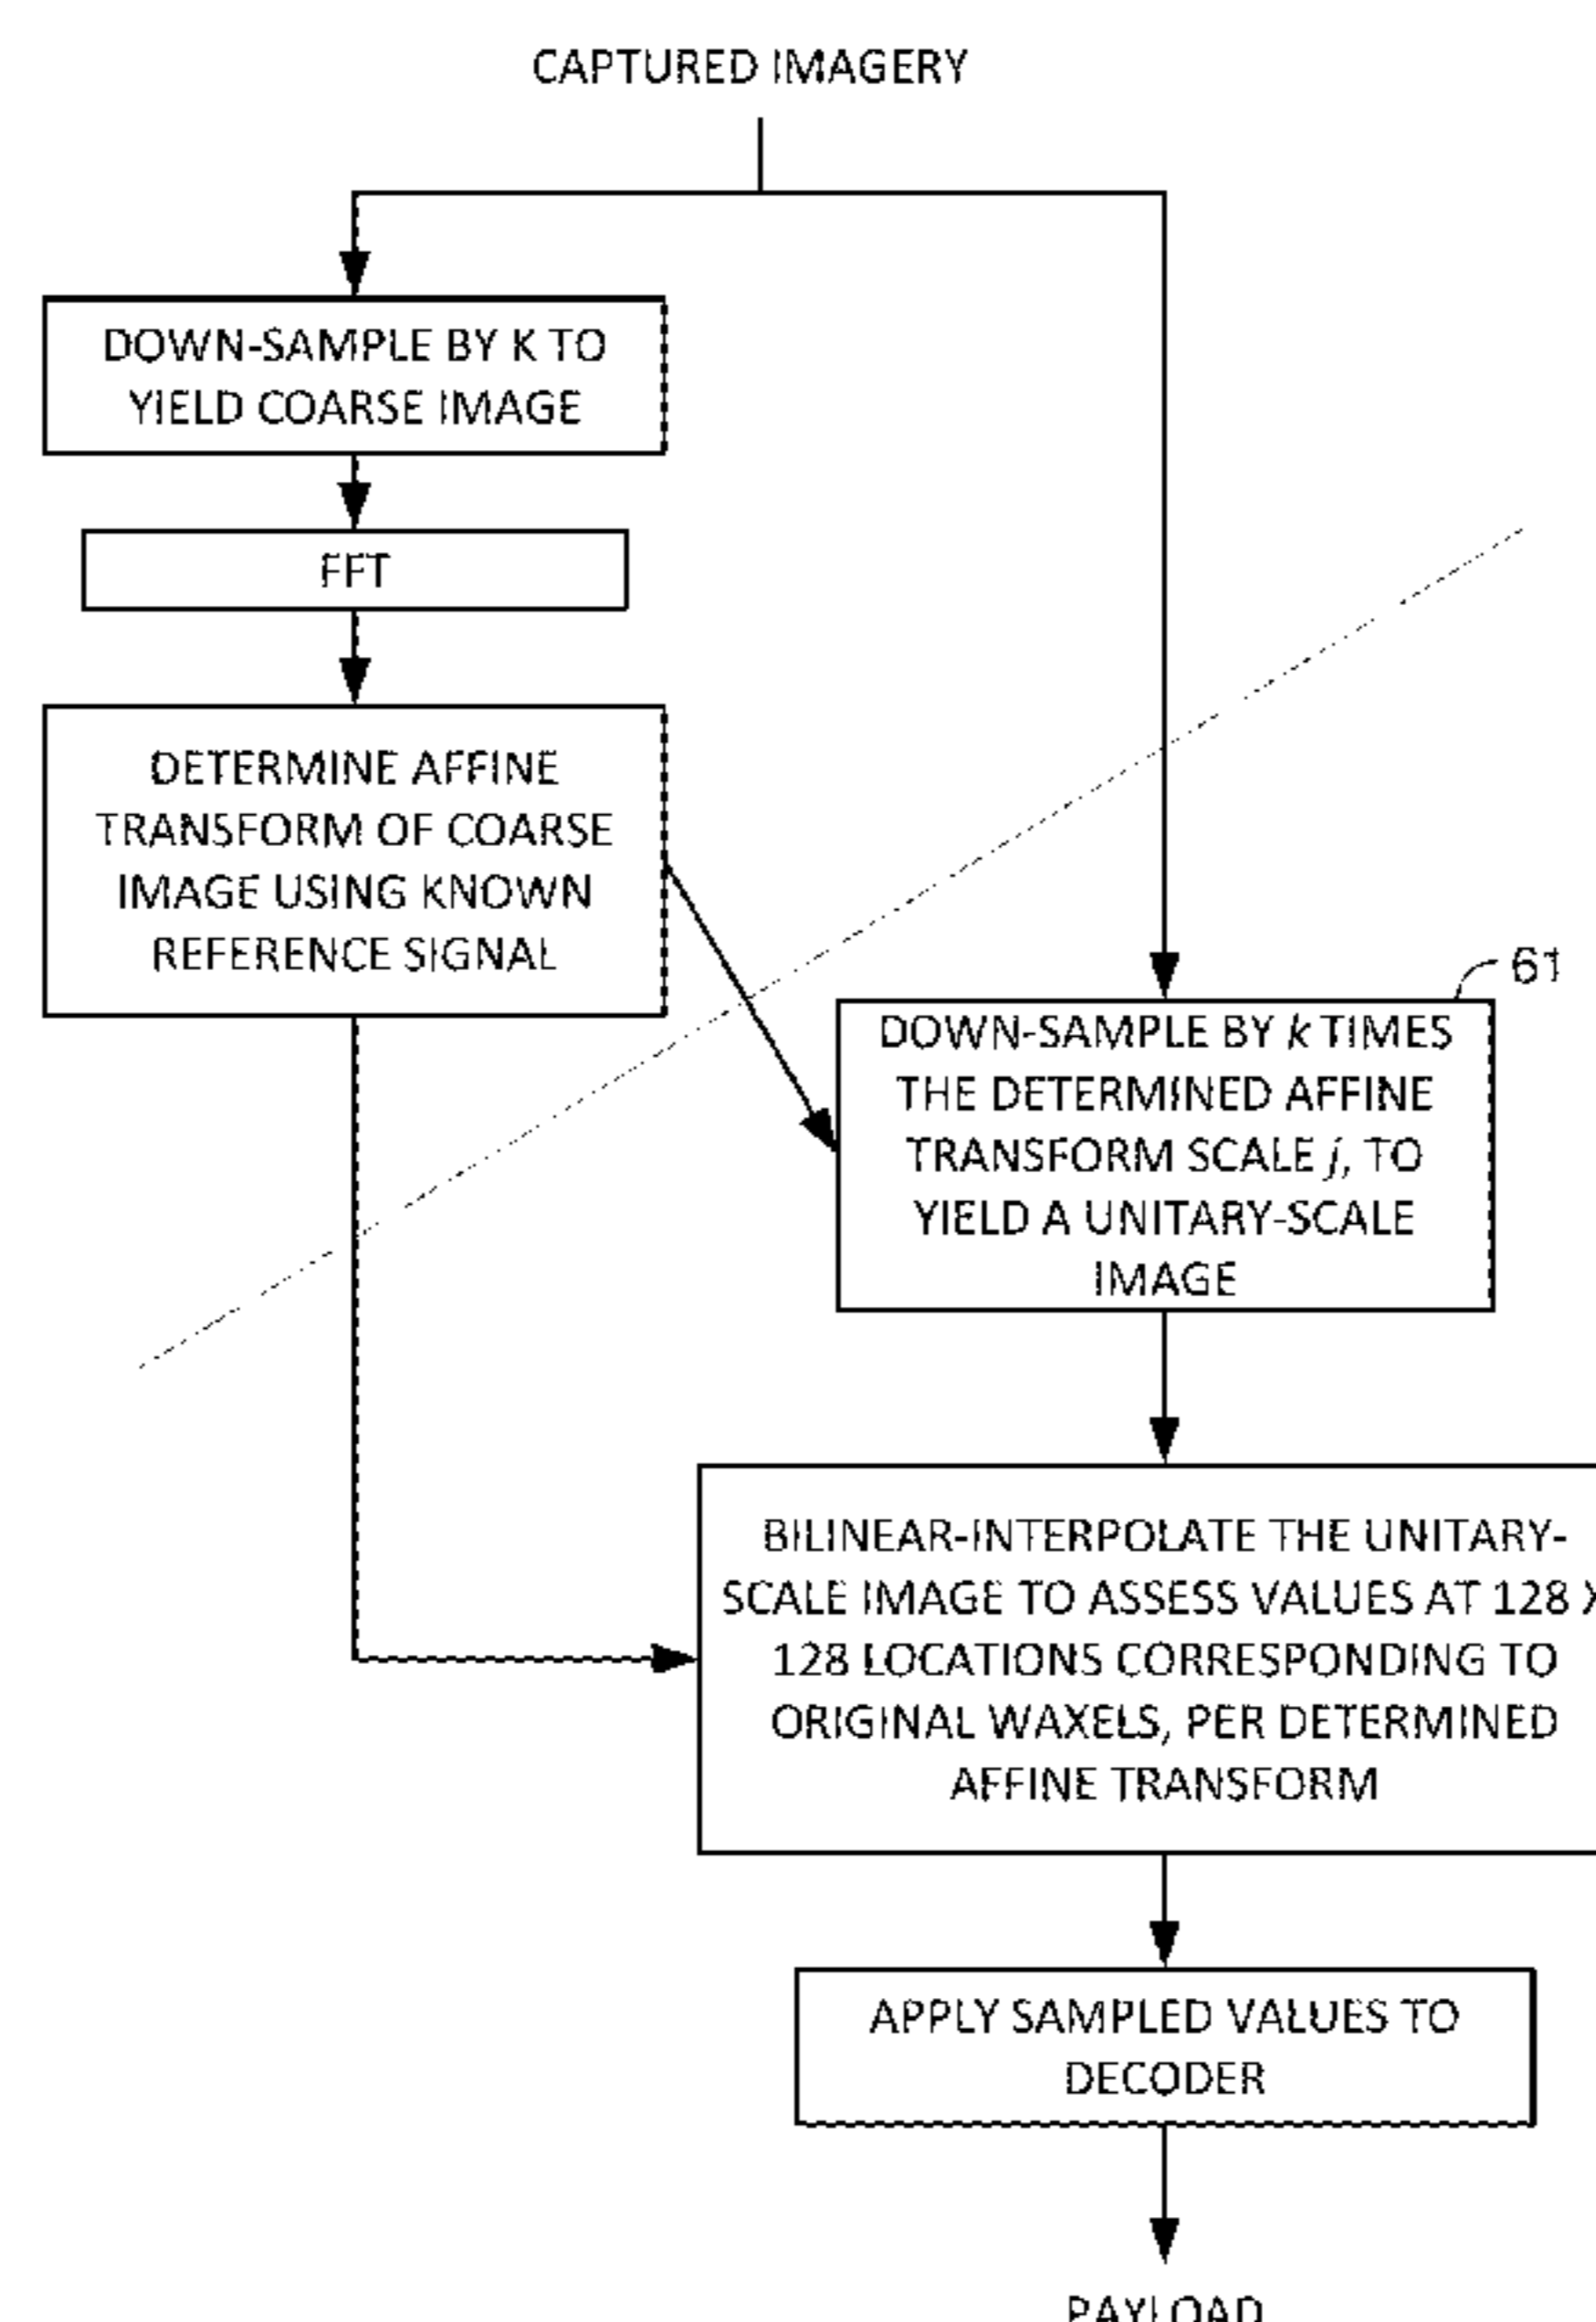 CAPTURED IMAGERY
DOWN-SAMPLE BY K TO
YIELD COARSE IMAGE
FFT
DETERMINE AFFINE
TRANSFORM OF COARSE
IMAGE USING KNOWN
REFERENCE SIGNAL
61
DOWN-SAMPLE BY k TIMES
THE DETERMINED AFFINE
TRANSFORM SCALE j, TO
YIELD A UNITARY-SCALE
IMAGE
BILINEAR-INTERPOLATE THE UNITARY-
SCALE IMAGE TO ASSESS VALUES AT 128 X
128 LOCATIONS CORRESPONDING TO
ORIGINAL WAXELS, PER DETERMINED
AFFINE TRANSFORM
APPLY SAMPLED VALUES TO
DECODER
PAYLOAD